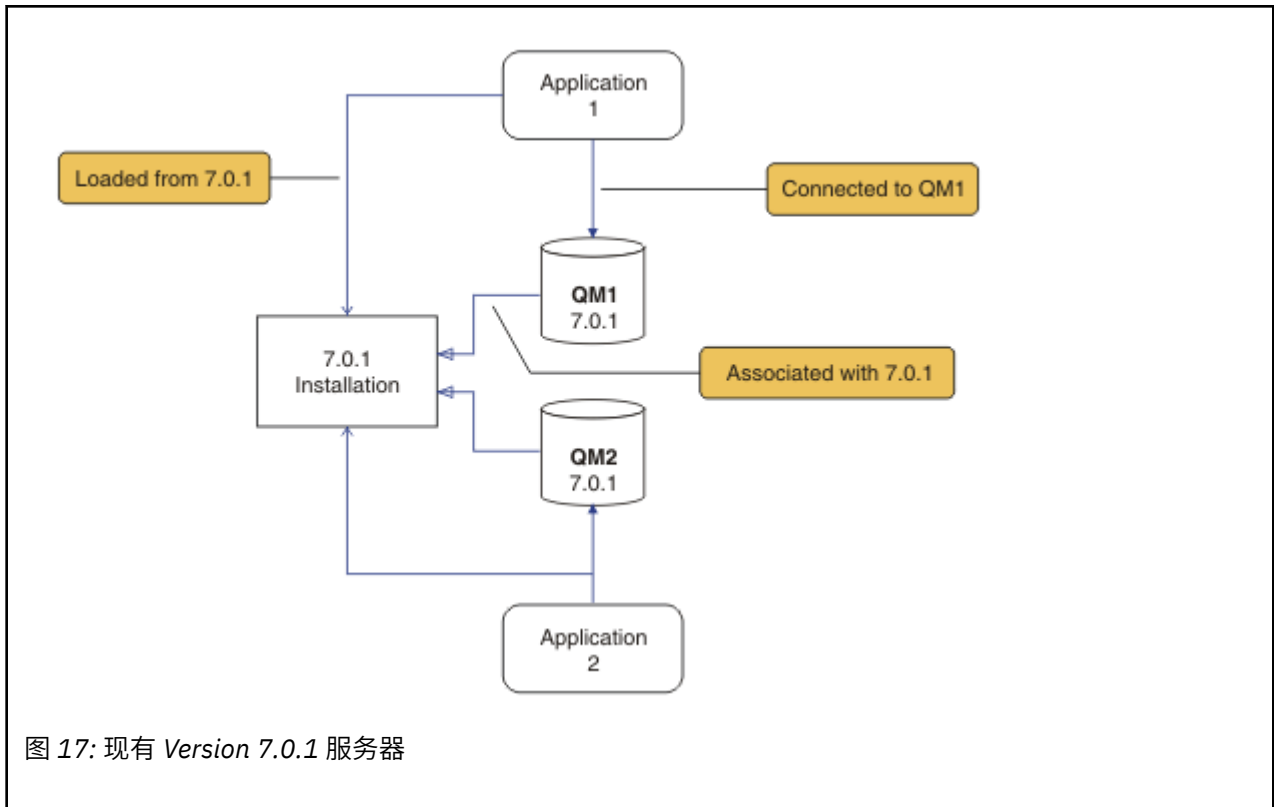 Application
1
Loaded from 7.0.1
Connected to QM1
QM1
7.0.1
7.0.1
Installation
Associated with 7.0.1
QM2
7.0.1
Application
2
图 17: 现有 Version 7.0.1 服务器